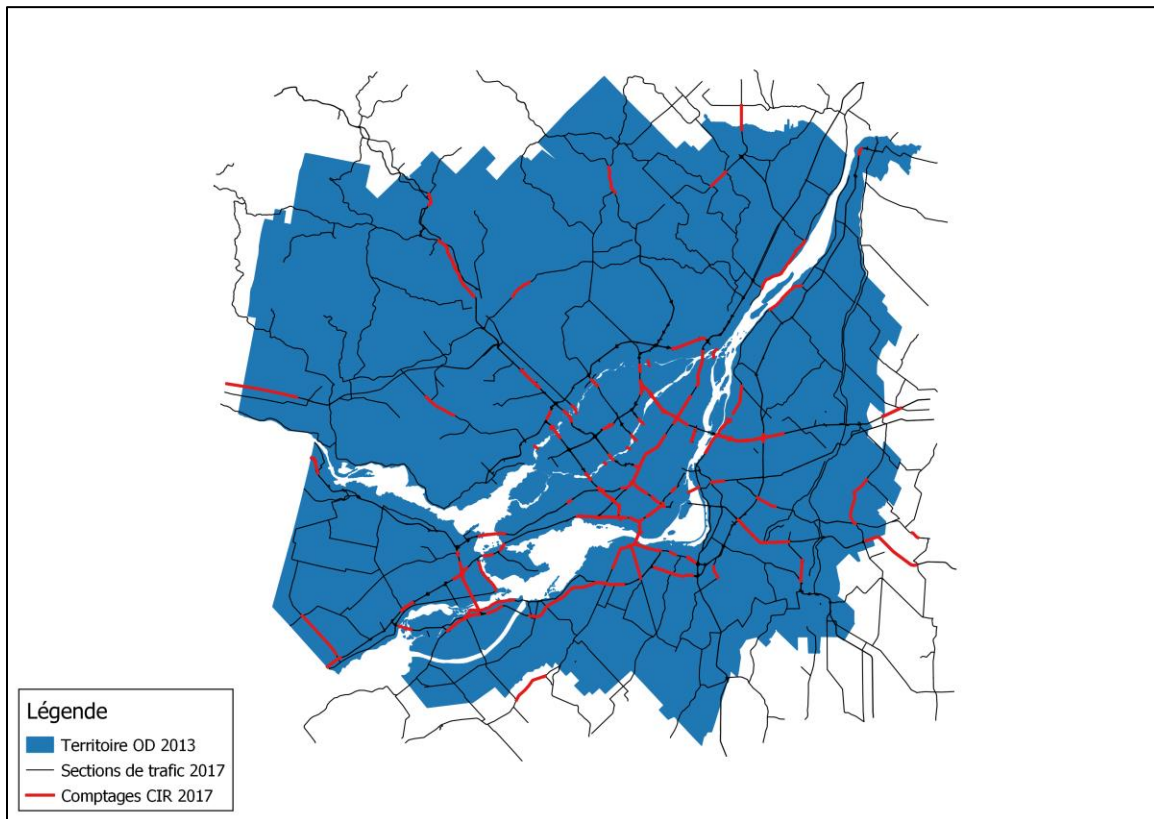 Légende
Territoire OD 2013
Sections de trafic 2017
Comptages CIR 2017